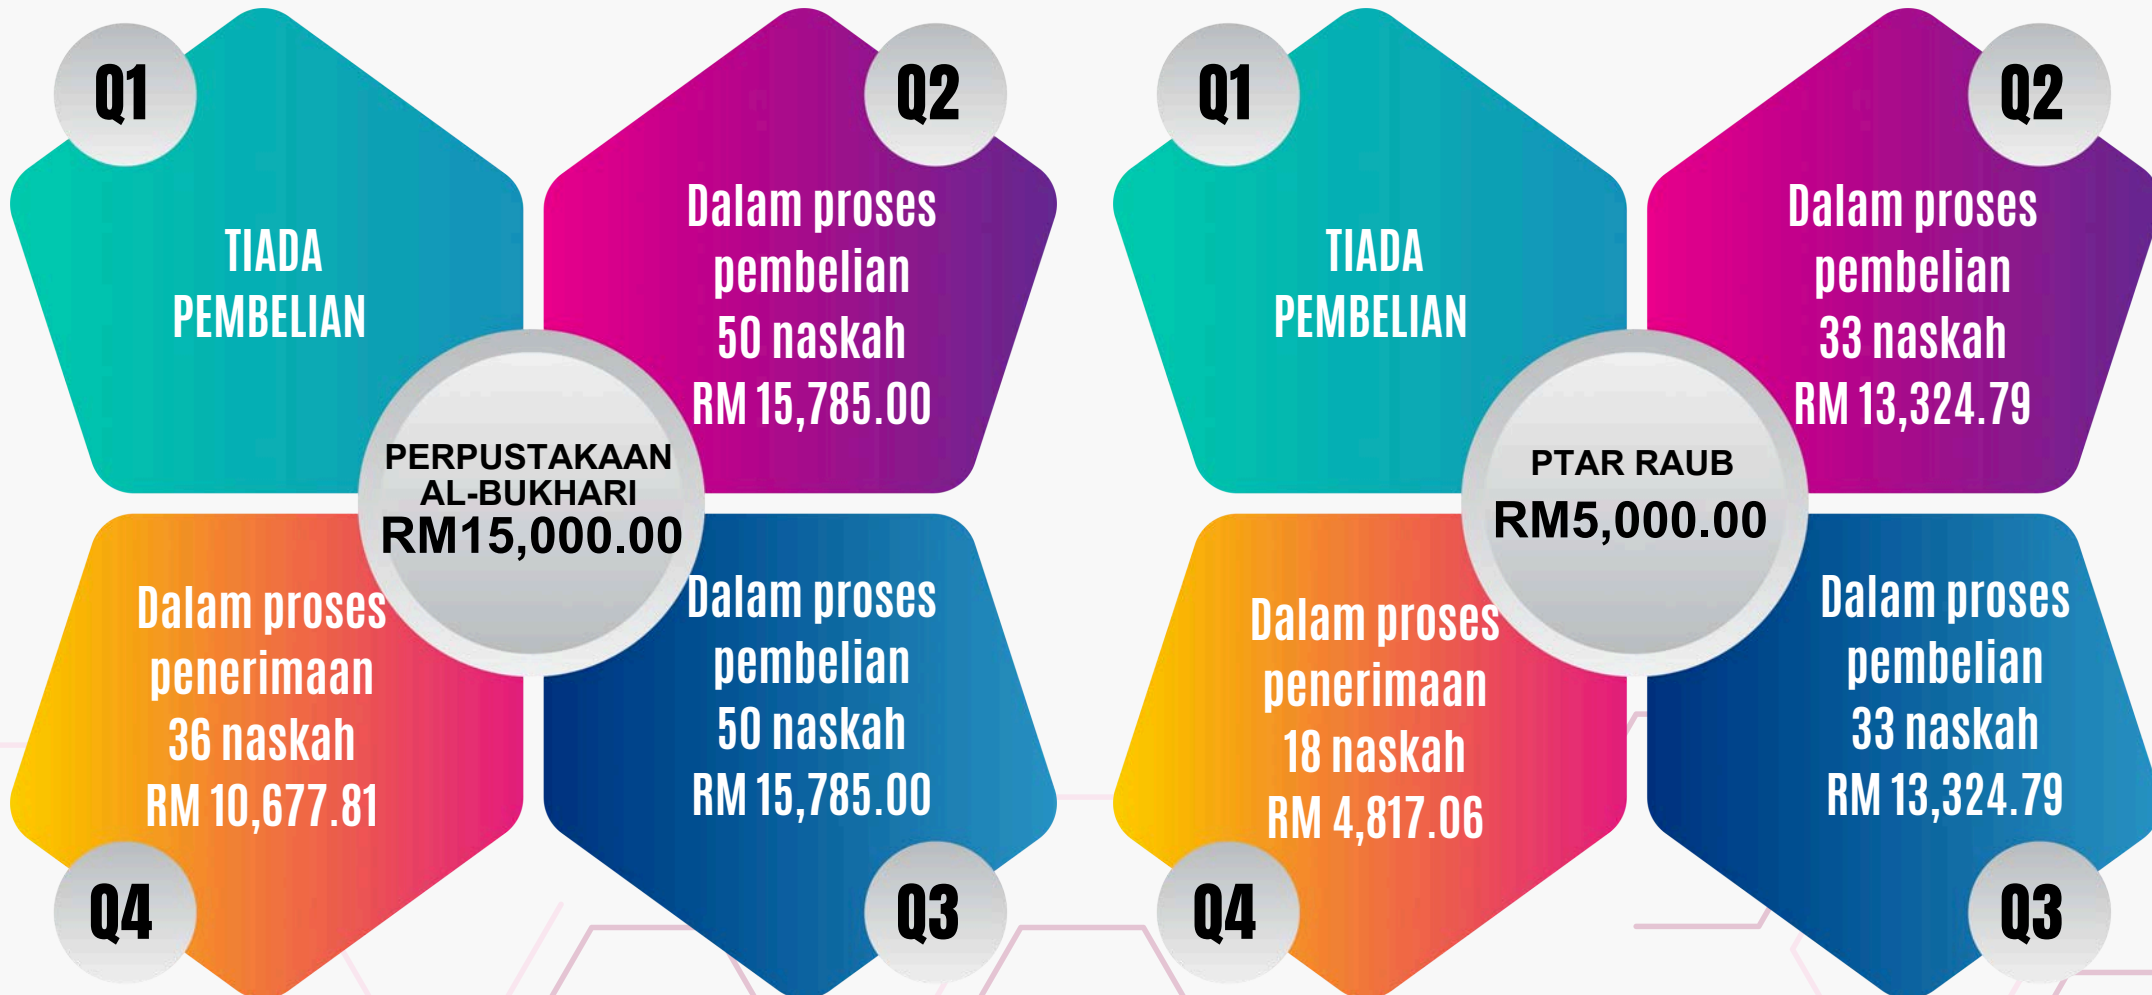 Q1
TIADA
PEMBELIAN
Q2
Dalam proses
pembelian
50 naskah
RM 15,785.00
PERPUSTAKAAN
AL-BUKHARI
RM15,000.00
Dalam proses
penerimaan
36 naskah
RM 10,677.81
Q4
Dalam proses
pembelian
50 naskah
RM 15,785.00
Q3
Q1
TIADA
PEMBELIAN
Q2
Dalam proses
pembelian
33 naskah
RM 13,324.79
PTAR RAUB
RM5,000.00
Dalam proses
penerimaan
18 naskah
RM 4,817.06
Q4
Dalam proses
pembelian
33 naskah
RM 13,324.79
Q3